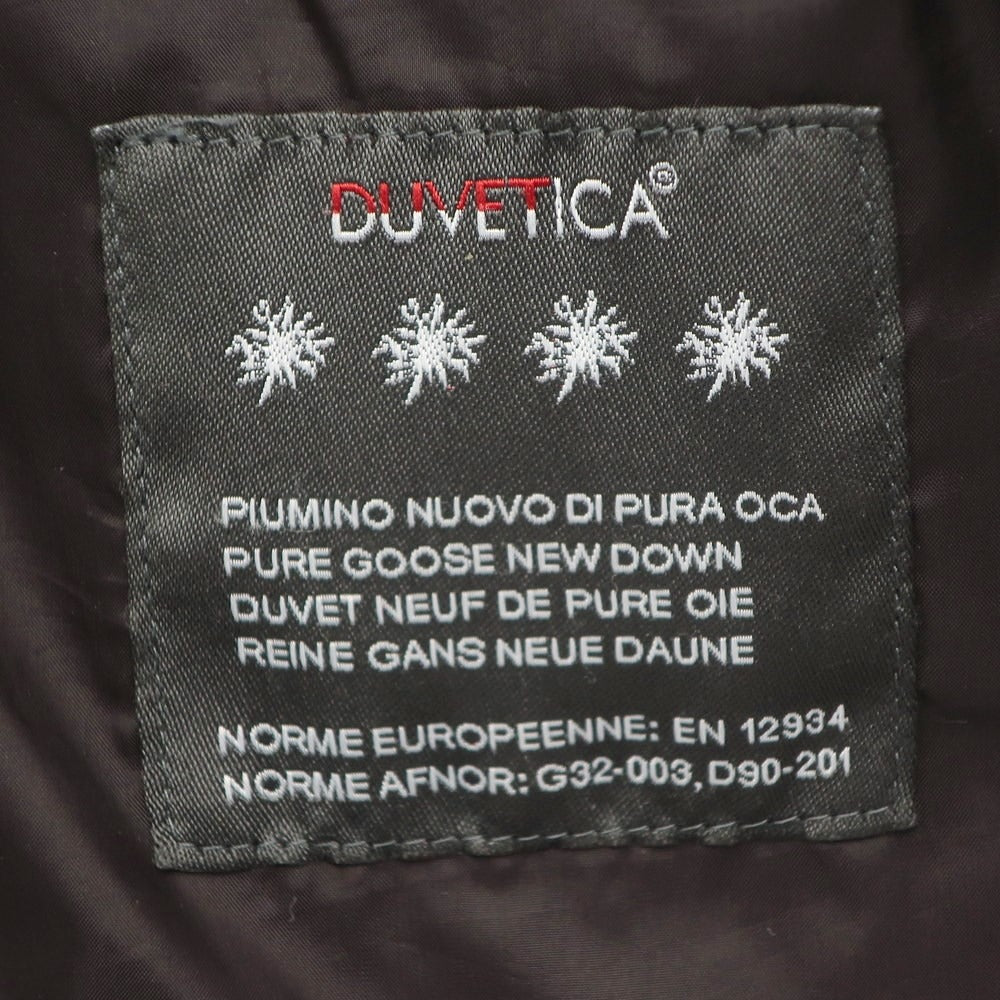 DUVETICA®
PIUMINO NUOVO DI PURA OCA
PURE GOOSE NEW DOWN
DUVET NEUF DE PURE OIE
REINE GANS NEUE DAUNE
NORME EUROPEENNE: EN 12934
NORME AFNOR: G32-003, D90-201